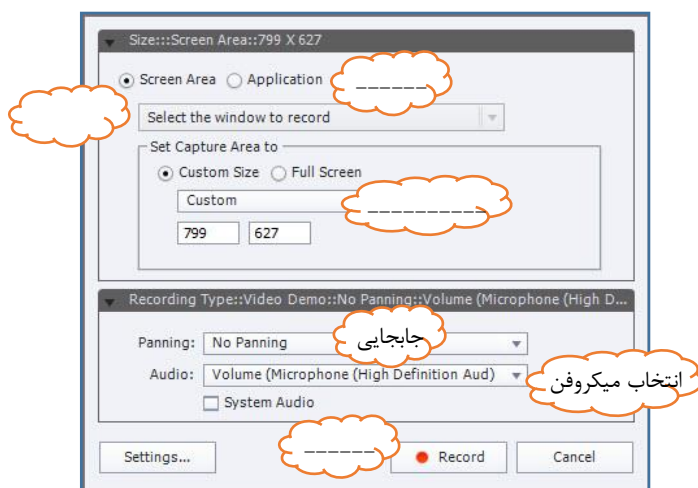 Size:::Screen Area::799 X 627
Screen Area Application ______
Select the window to record
Set Capture Area to
Custom Size Full Screen
Custom __________
799 627
Recording Type::Video Demo::No Panning::Volume (Microphone (High D...
Panning: No Panning جابجایی
Audio: Volume (Microphone (High Definition Aud) انتخاب میکروفن
System Audio
Settings... ______ Record Cancel